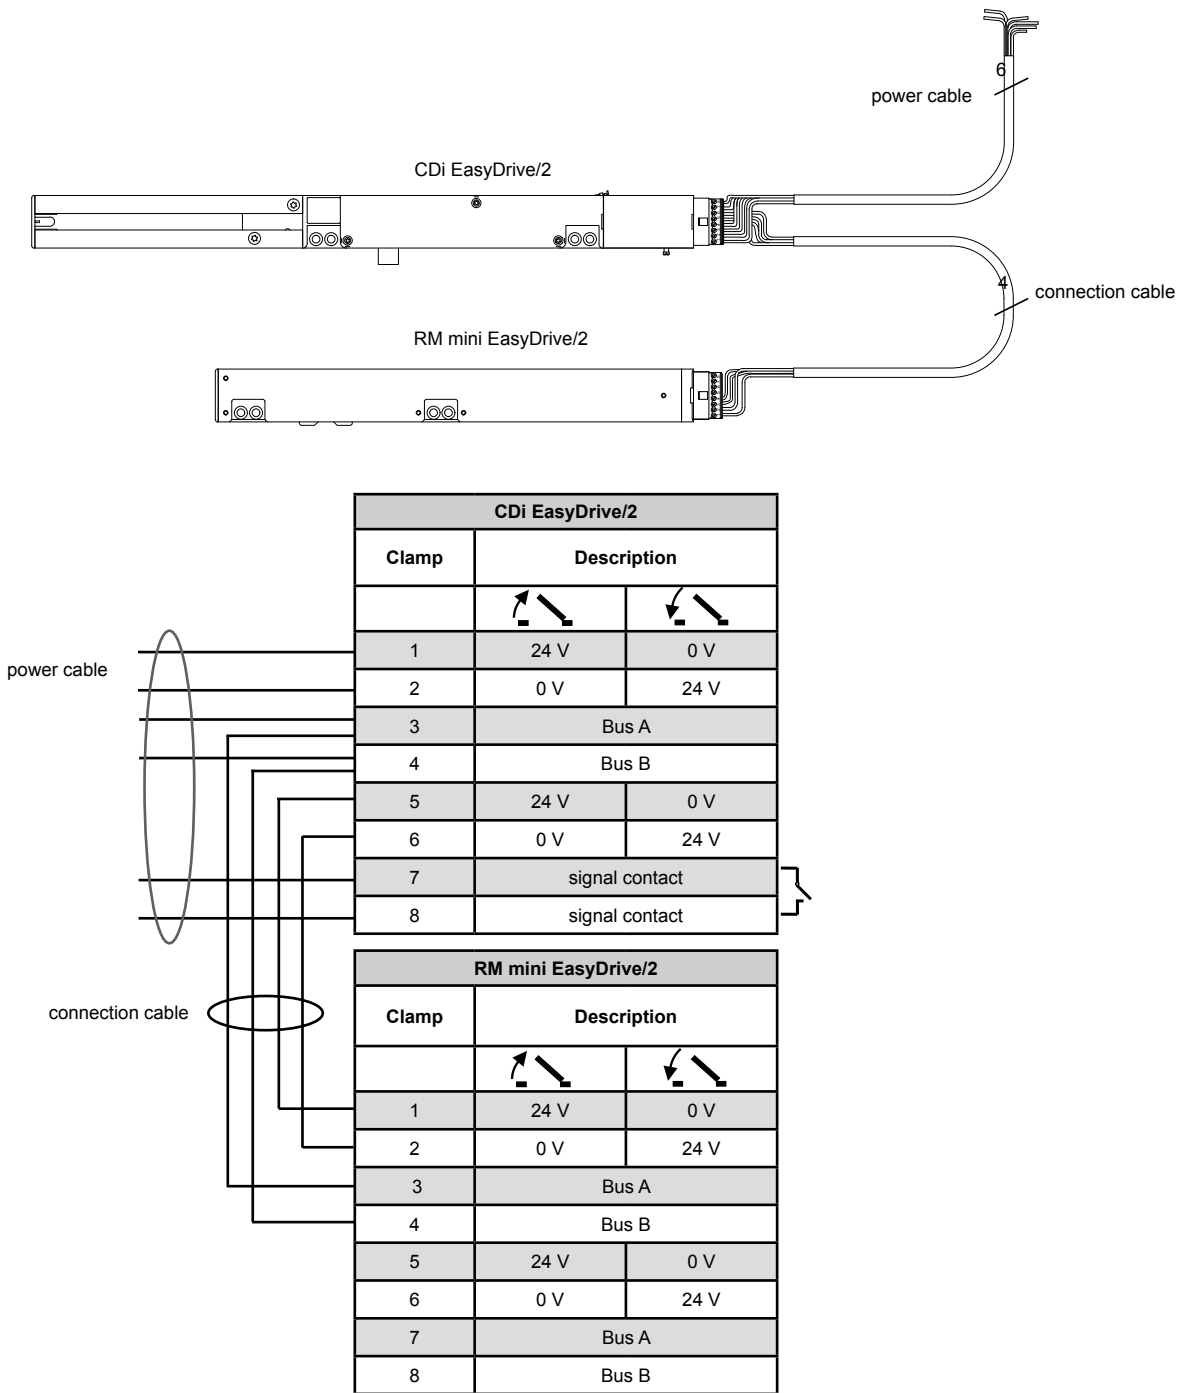 6
power cable
CDi EasyDrive/2
4
connection cable
RM mini EasyDrive/2
CDi EasyDrive/2
Clamp Description
power cable
1 24 V 0 V
2 0 V 24 V
3 Bus A
4 Bus B
5 24 V 0 V
6 0 V 24 V
7 signal contact
8 signal contact
RM mini EasyDrive/2
connection cable
Clamp Description
1 24 V 0 V
2 0 V 24 V
3 Bus A
4 Bus B
5 24 V 0 V
6 0 V 24 V
7 Bus A
8 Bus B